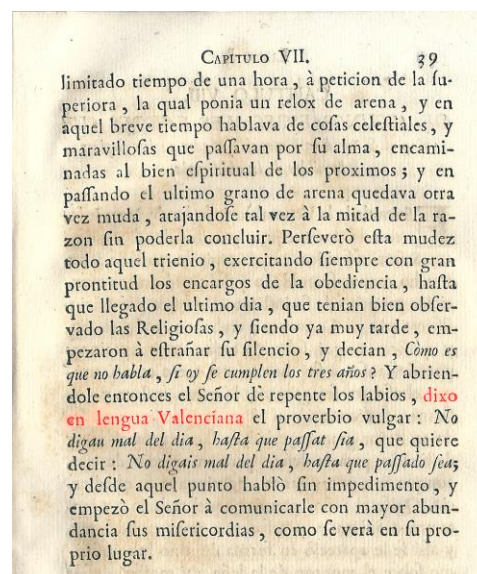 CAPITULO VII. 39
limitado tiempo de una hora , à peticion de la ſu-
periora , la qual ponia un relox de arena , y en
aquel breve tiempo hablava de coſas celeſtiales , y
maravilloſas que paſſavan por ſu alma , encami-
nadas al bien eſpiritual de los proximos ; y en
paſſando el ultimo grano de arena quedava otra
vez muda , atajandoſe tal vez à la mitad de la ra-
zon ſin poderla concluir. Perſeverò eſta mudez
todo aquel trienio , exercitando ſiempre con gran
prontitud los encargos de la obediencia , haſta
que llegado el ultimo dia , que tenian bien obſer-
vado las Religioſas , y ſiendo ya muy tarde , em-
pezaron à eſtrañar ſu ſilencio , y decian , Còmo es
que no habla , ſi oy ſe cumplen los tres años ? Y abrien-
dole entonces el Señor dè repente los labios , dixo
en lengua Valenciana el proverbio vulgar : No
digau mal del dia , haſta que paſſat ſia , que quiere
decir : No digais mal del dia , haſta que paſſado ſea;
y deſde aquel punto hablò ſin impedimento , y
empezò el Señor à comunicarle con mayor abun-
dancia ſus miſericordias , como ſe verà en ſu pro-
prio lugar.